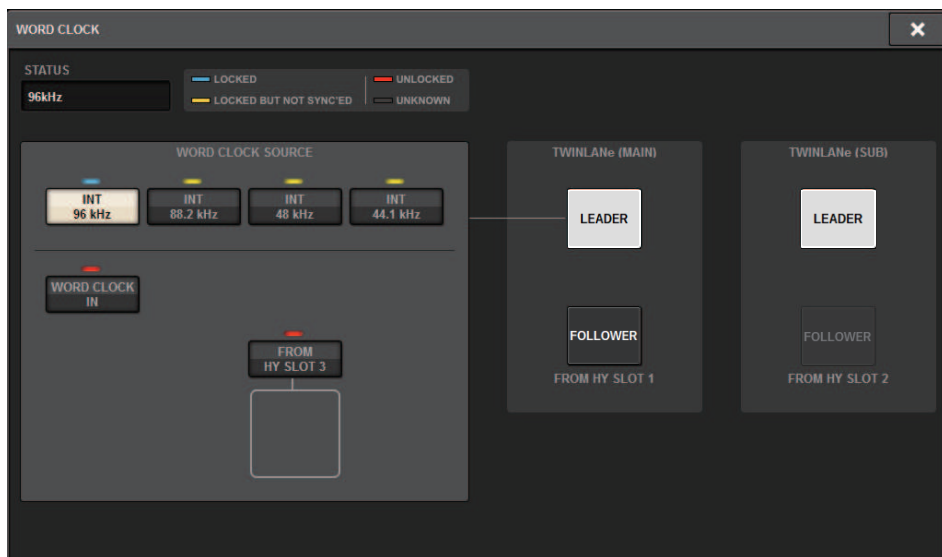 WORD CLOCK
STATUS
96kHz
LOCKED
UNLOCKED
LOCKED BUT NOT SYNC'ED
UNKNOWN
WORD CLOCK SOURCE
INT
96 kHz
INT
88.2 kHz
INT
48 kHz
INT
44.1 kHz
WORD CLOCK
IN
FROM
HY SLOT 3
TWINLANe (MAIN)
LEADER
FOLLOWER
FROM HY SLOT 1
TWINLANe (SUB)
LEADER
FOLLOWER
FROM HY SLOT 2